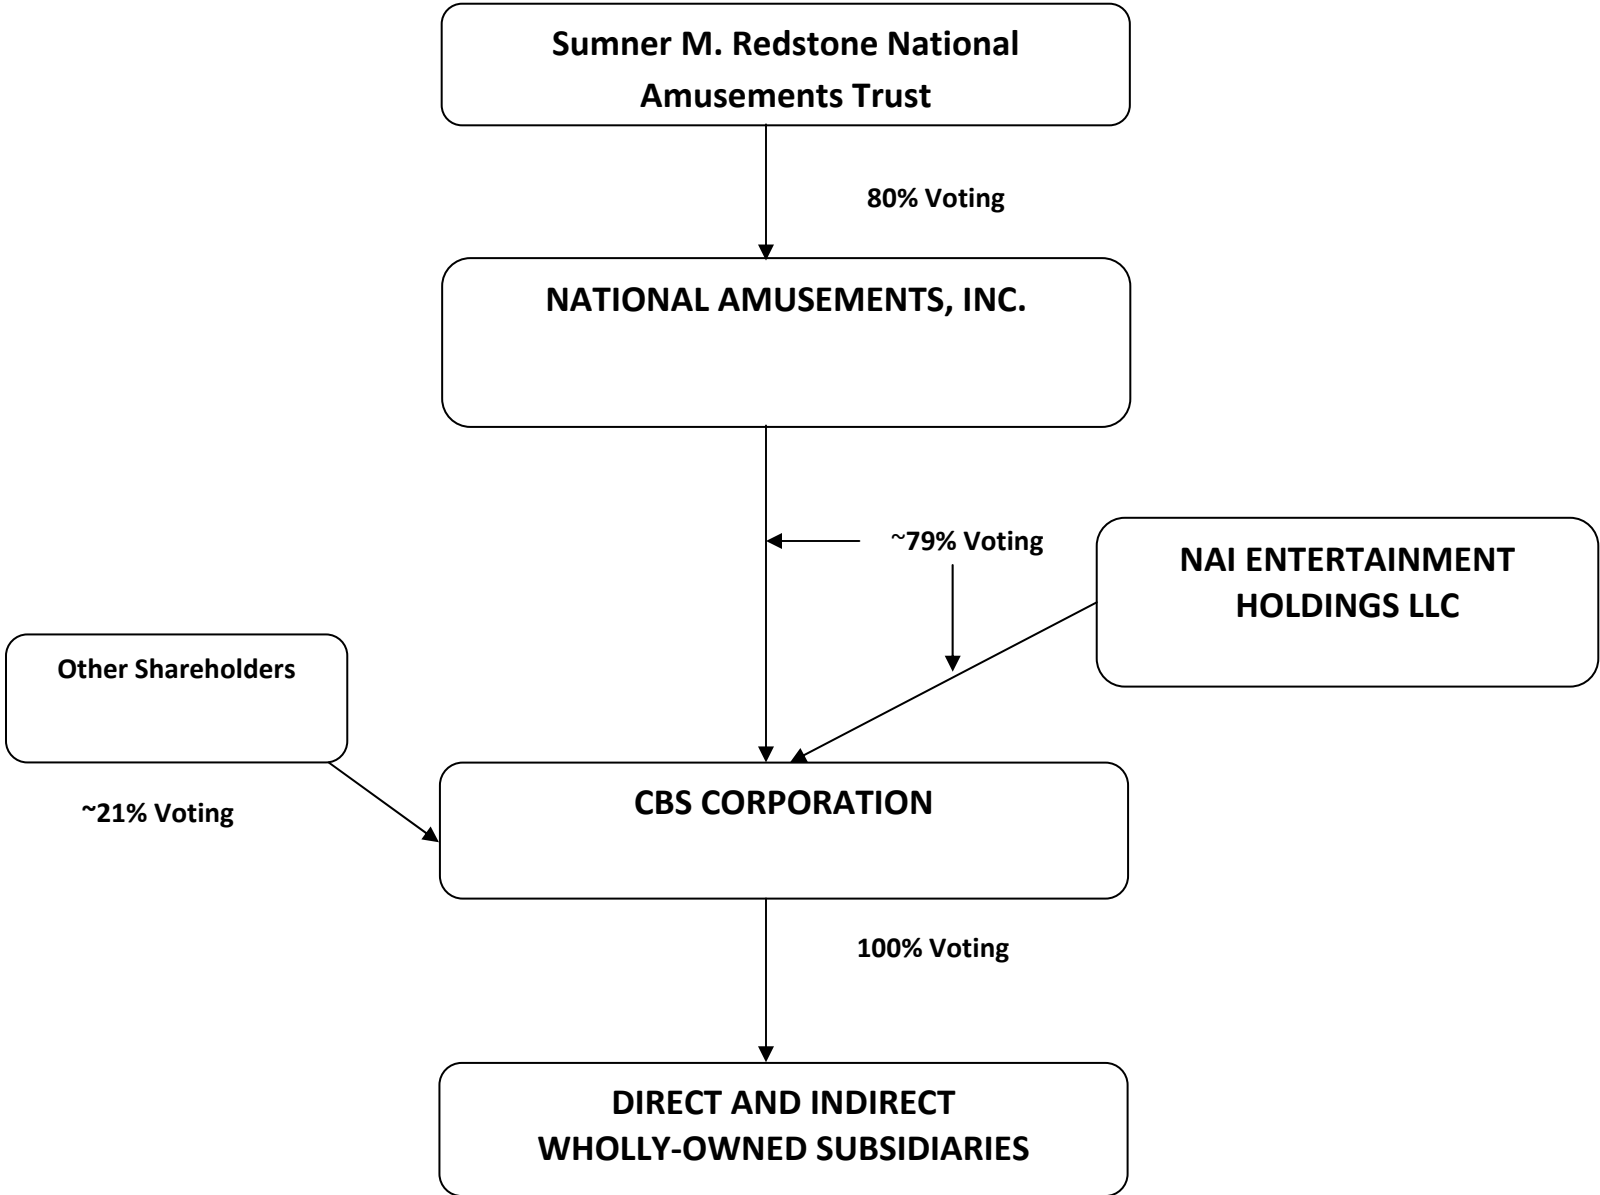 Sumner M. Redstone National
Amusements Trust
80% Voting
NATIONAL AMUSEMENTS, INC.
~79% Voting
NAI ENTERTAINMENT
HOLDINGS LLC
Other Shareholders
~21% Voting
CBS CORPORATION
100% Voting
DIRECT AND INDIRECT
WHOLLY-OWNED SUBSIDIARIES